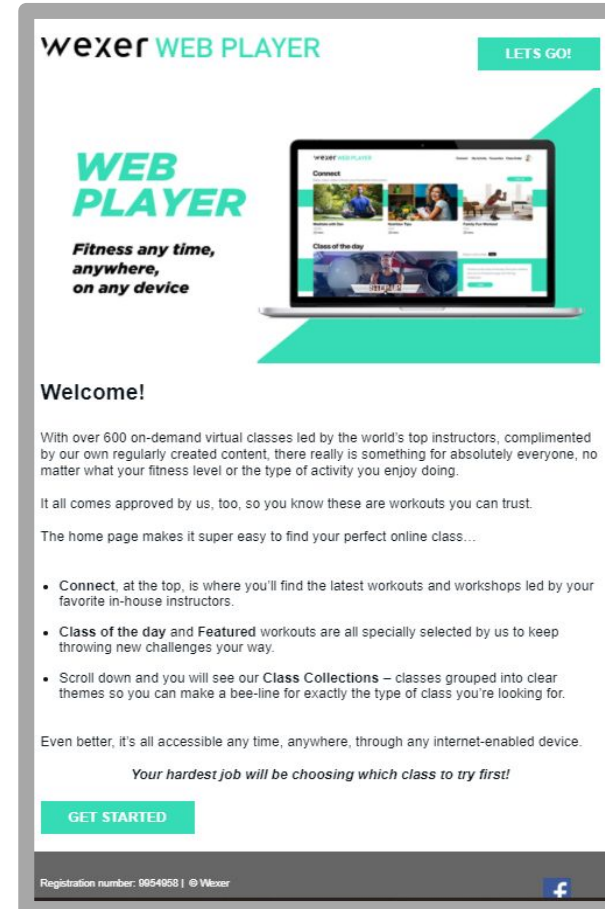 wexer WEB PLAYER
LETS GO!
WEB
PLAYER
Fitness any time,
anywhere,
on any device
wexer WEB PLAYER
Connect
Class of the day
Welcome!
With over 600 on-demand virtual classes led by the world's top instructors, complimented
by our own regularly created content, there really is something for absolutely everyone, no
matter what your fitness level or the type of activity you enjoy doing.
It all comes approved by us, too, so you know these are workouts you can trust.
The home page makes it super easy to find your perfect online class…
• Connect, at the top, is where you'll find the latest workouts and workshops led by your
favorite in-house instructors.
• Class of the day and Featured workouts are all specially selected by us to keep
throwing new challenges your way.
• Scroll down and you will see our Class Collections – classes grouped into clear
themes so you can make a bee-line for exactly the type of class you're looking for.
Even better, it's all accessible any time, anywhere, through any internet-enabled device.
Your hardest job will be choosing which class to try first!
GET STARTED
Registration number: 9954958 | © Wexer
f